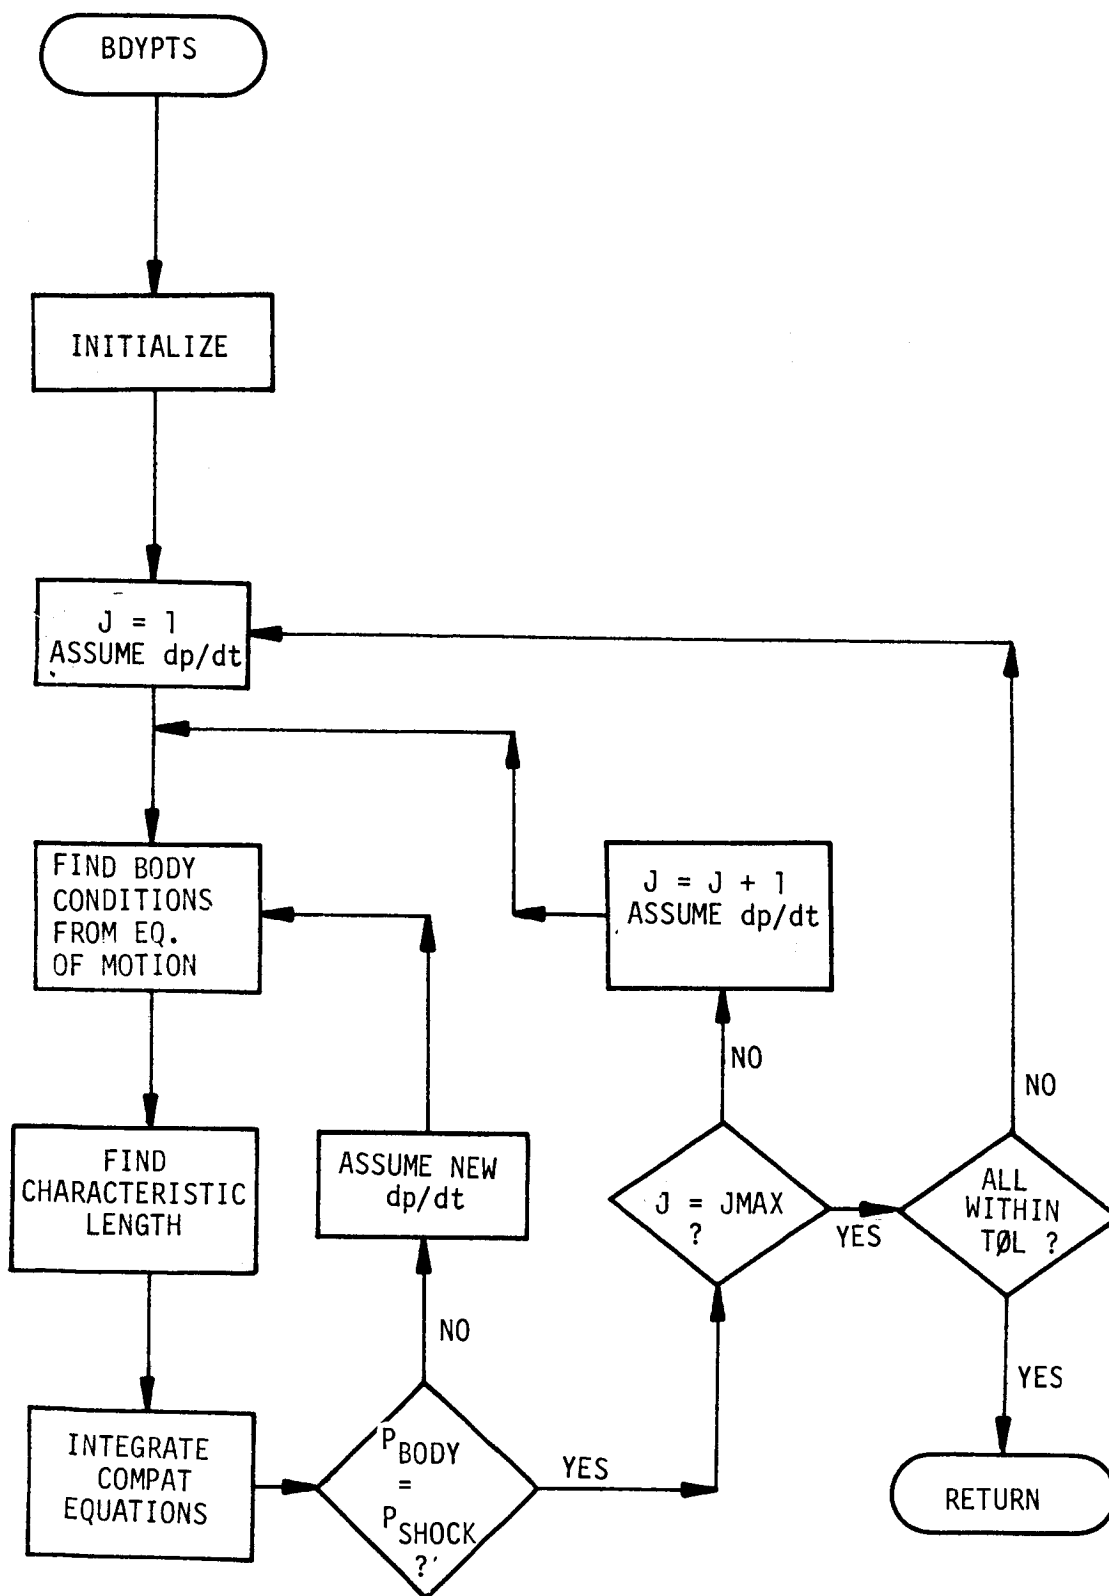 BDYPTS
INITIALIZE
J = 1
ASSUME dp/dt
FIND BODY
CONDITIONS
FROM EQ.
OF MOTION
J = J + 1
ASSUME dp/dt
NO
NO
FIND
CHARACTERISTIC
LENGTH
ASSUME NEW
dp/dt
J = JMAX
?
YES
ALL
WITHIN
TØL ?
NO
YES
INTEGRATE
COMPAT
EQUATIONS
PBODY
=
PSHOCK
?
YES
RETURN